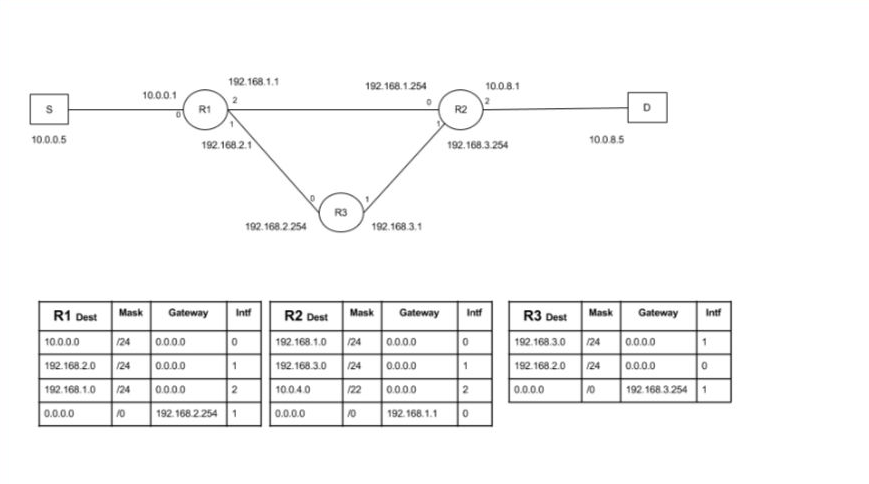 192.168.1.1 192.168.1.254 10.0.8.1
10.0.0.1 2 0 2
S 0 R1 R2 D
1 1
10.0.0.5 192.168.2.1 192.168.3.254 10.0.8.5
0 1
R3
192.168.2.254 192.168.3.1
R1 Dest Mask Gateway Intf
10.0.0.0 /24 0.0.0.0 0
192.168.2.0 /24 0.0.0.0 1
192.168.1.0 /24 0.0.0.0 2
0.0.0.0 /0 192.168.2.254 1
R2 Dest Mask Gateway Intf
192.168.1.0 /24 0.0.0.0 0
192.168.3.0 /24 0.0.0.0 1
10.0.4.0 /22 0.0.0.0 2
0.0.0.0 /0 192.168.1.1 0
R3 Dest Mask Gateway Intf
192.168.3.0 /24 0.0.0.0 1
192.168.2.0 /24 0.0.0.0 0
0.0.0.0 /0 192.168.3.254 1